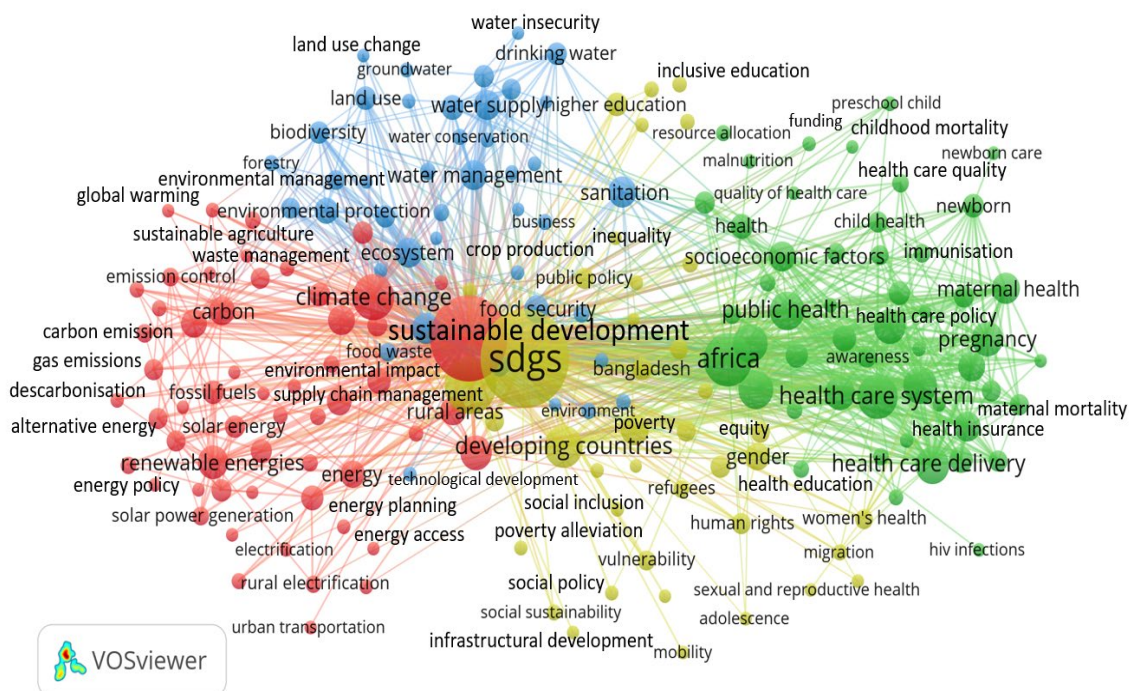 water insecurity
land use change
drinking water
groundwater
inclusive education
land use
water supply
higher education
preschool child
funding
biodiversity
water conservation
resource allocation
childhood mortality
forestry
malnutrition
newborn care
environmental management
water management
health care quality
global warming
sanitation
quality of health care
newborn
environmental protection
business
health
child health
sustainable agriculture
inequality
waste management
ecosystem
crop production
socioeconomic factors
immunisation
emission control
public policy
climate change
maternal health
carbon
food security
public health
health care policy
carbon emission
sustainable development
pregnancy
food waste
sdgs
africa
awareness
gas emissions
environmental impact
bangladesh
descarbonisation
fossil fuels
supply chain management
health care system
rural areas
environment
maternal mortality
alternative energy
solar energy
poverty
equity
health insurance
developing countries
renewable energies
gender
health care delivery
energy
technological development
health education
energy policy
refugees
social inclusion
solar power generation
energy planning
human rights
women's health
energy access
poverty alleviation
electrification
vulnerability
migration
hiv infections
rural electrification
social policy
sexual and reproductive health
social sustainability
adolescence
urban transportation
infrastructural development
mobility
VOSviewer